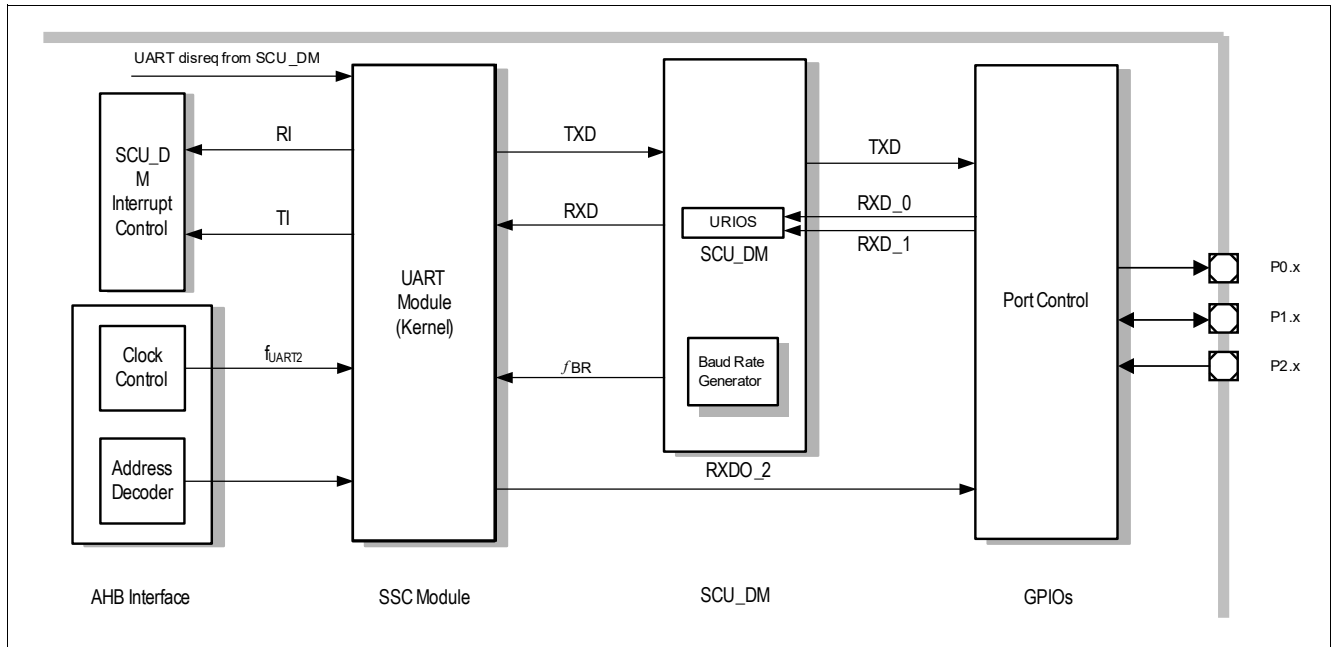 UART disreq from SCU_DM
SCU_D
M
Interrupt
Control
RI
TI
Clock
Control
Address
Decoder
fUART2
UART
Module
(Kernel)
TXD
RXD
fBR
RXDO_2
URIOS
SCU_DM
Baud Rate
Generator
TXD
RXD_0
RXD_1
Port Control
P0.x
P1.x
P2.x
AHB Interface
SSC Module
SCU_DM
GPIOs